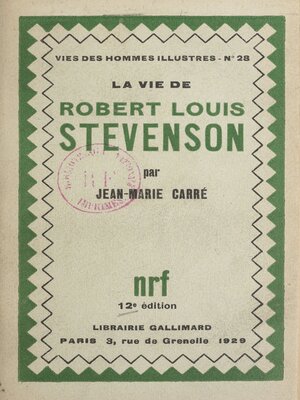 VIES DES HOMMES ILLUSTRES - N° 28
LA VIE DE
ROBERT LOUIS
STEVENSON
par
JEAN-MARIE CARRÉ
nrf
12e édition
LIBRAIRIE GALLIMARD
PARIS 3, rue de Grenelle 1929